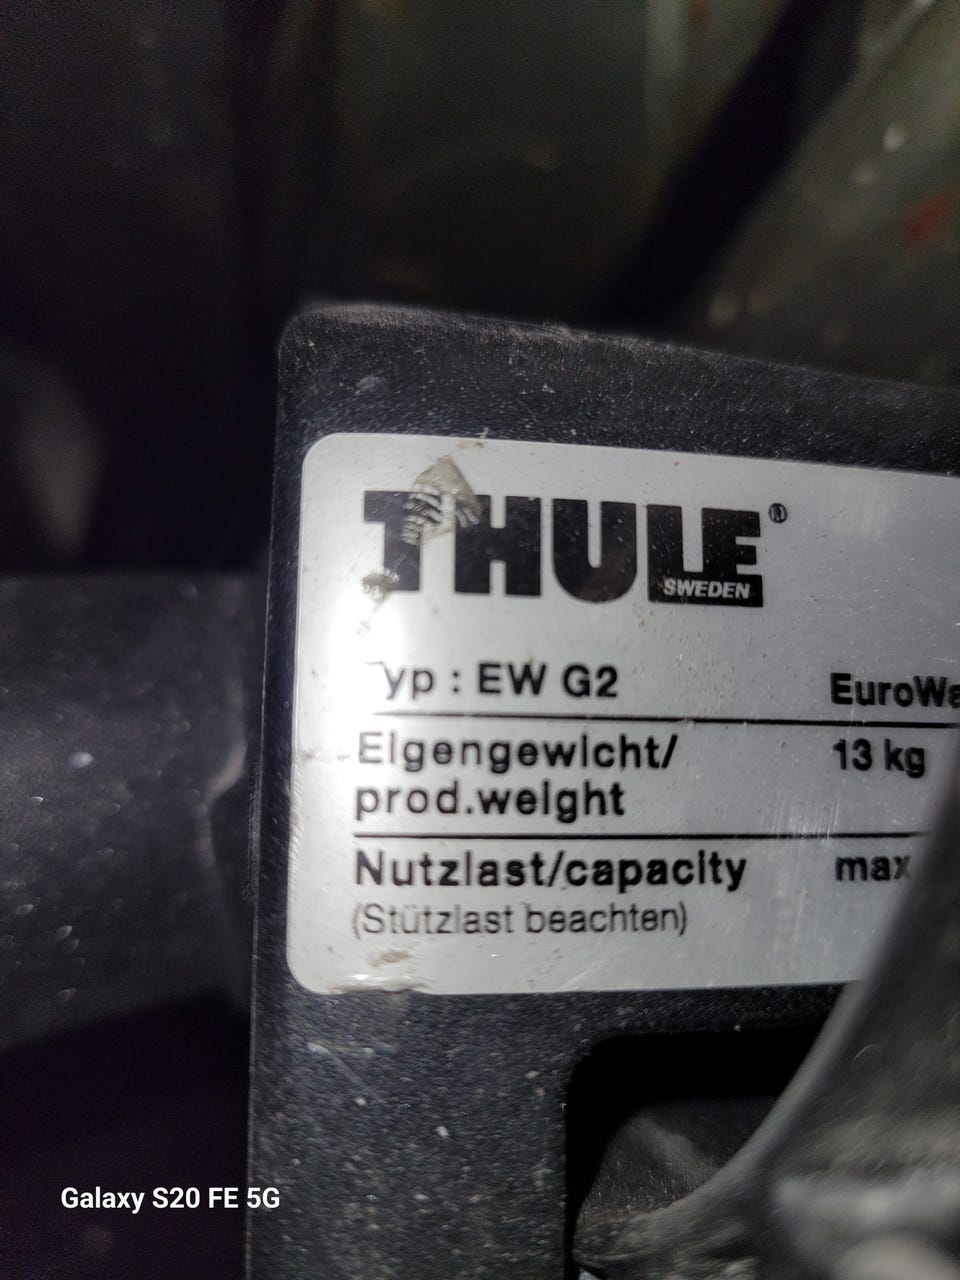 THULE®
SWEDEN
Typ : EW G2 EuroWa
Eigengewicht/ 13 kg
prod.weight
Nutzlast/capacity max
(Stützlast beachten)
Galaxy S20 FE 5G